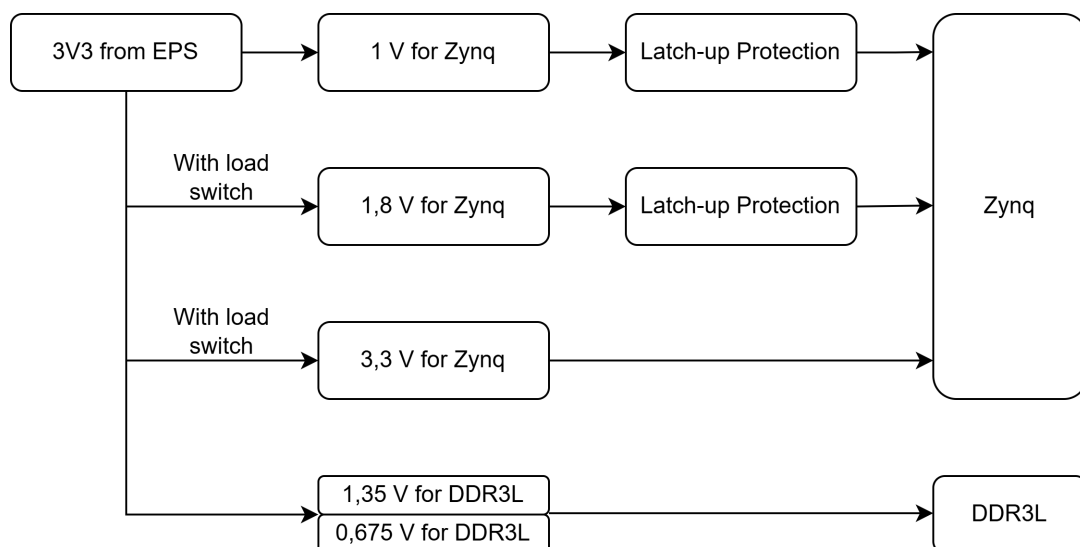 3V3 from EPS
1 V for Zynq
Latch-up Protection
With load
switch
1,8 V for Zynq
Latch-up Protection
Zynq
With load
switch
3,3 V for Zynq
1,35 V for DDR3L
0,675 V for DDR3L
DDR3L